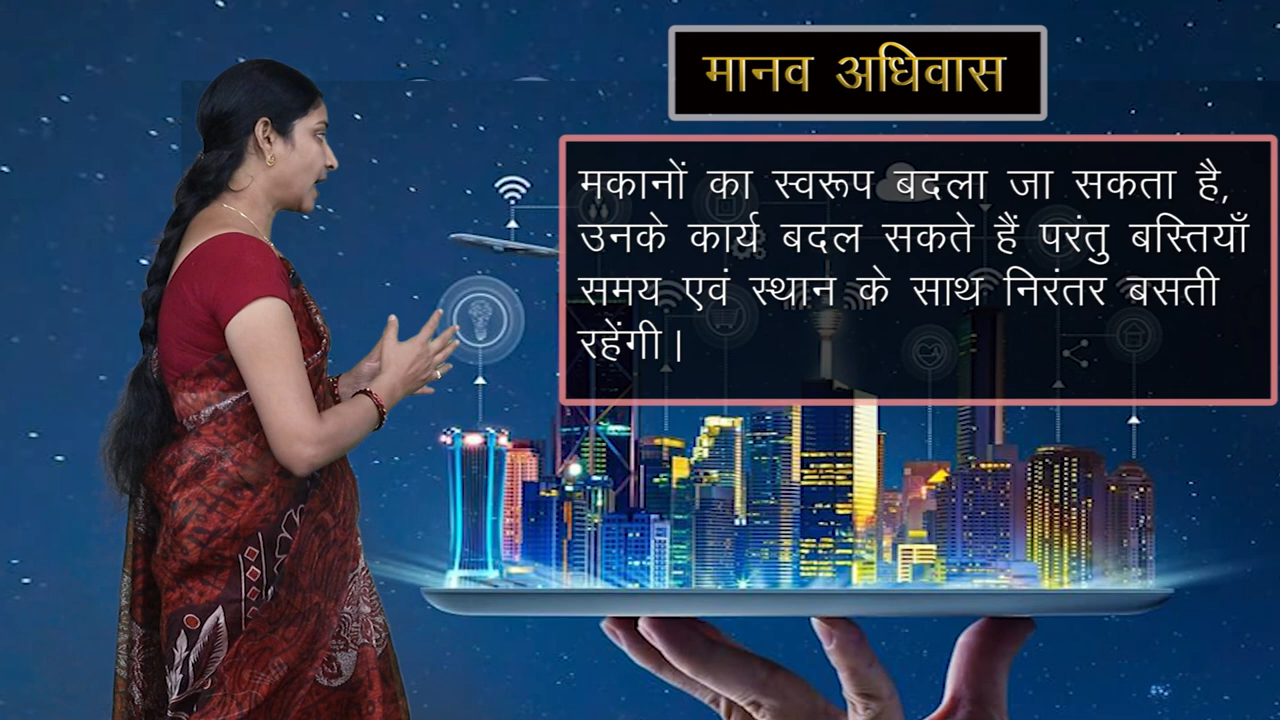 मानव अधिवास
मकानों का स्वरूप बदला जा सकता है,
उनके कार्य बदल सकते हैं परंतु बस्तियाँ
समय एवं स्थान के साथ निरंतर बसती
रहेंगी।